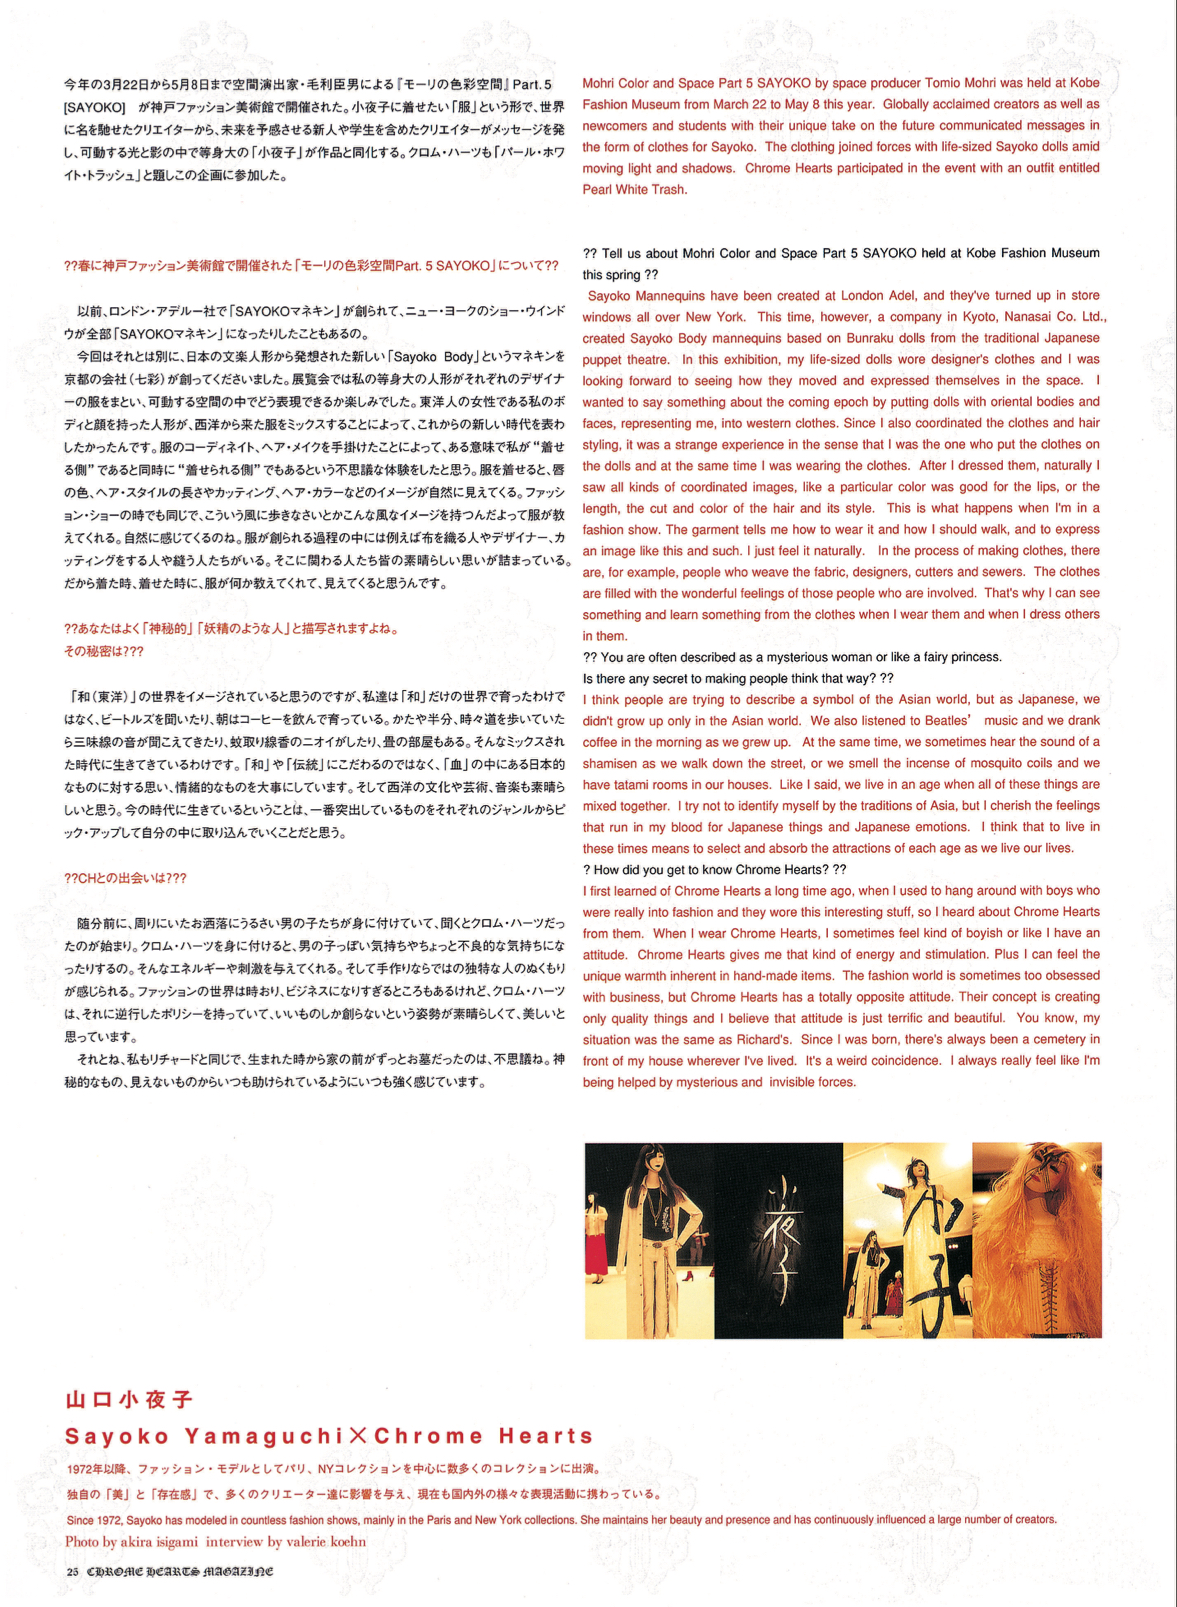 今年の3月22日から5月8日まで空間演出家・毛利臣男による『モーリの色彩空間』Part.5
[SAYOKO] が神戸ファッション美術館で開催された。小夜子に着せたい「服」という形で、世界
に名を馳せたクリエイターから、未来を予感させる新人や学生を含めたクリエイターがメッセージを発
し、可動する光と影の中で等身大の「小夜子」が作品と同化する。クロム・ハーツも「パール・ホワ
イト・トラッシュ」と題しこの企画に参加した。
??春に神戸ファッション美術館で開催された「モーリの色彩空間Part. 5 SAYOKO」について??
以前、ロンドン・アデルー社で「SAYOKOマネキン」が創られて、ニュー・ヨークのショー・ウインド
ウが全部「SAYOKOマネキン」になったりしたこともあるの。
今回はそれとは別に、日本の文楽人形から発想された新しい「Sayoko Body」というマネキンを
京都の会社（七彩）が創ってくださいました。展覧会では私の等身大の人形がそれぞれのデザイナ
ーの服をまとい、可動する空間の中でどう表現できるか楽しみでした。東洋人の女性である私のボ
ディと顔を持った人形が、西洋から来た服をミックスすることによって、これからの新しい時代を表わ
したかったんです。服のコーディネイト、ヘア・メイクを手掛けたことによって、ある意味で私が“着せ
る側”であると同時に“着せられる側”でもあるという不思議な体験をしたと思う。服を着せると、唇
の色、ヘア・スタイルの長さやカッティング、ヘア・カラーなどのイメージが自然に見えてくる。ファッシ
ョン・ショーの時でも同じで、こういう風に歩きなさいとかこんな風なイメージを持つんだよって服が教
えてくれる。自然に感じてくるのね。服が創られる過程の中には例えば布を織る人やデザイナー、カ
ッティングをする人や縫う人たちがいる。そこに関わる人たち皆の素晴らしい思いが詰まっている。
だから着た時、着せた時に、服が何か教えてくれて、見えてくると思うんです。
??あなたはよく「神秘的」「妖精のような人」と描写されますよね。
その秘密は???
「和（東洋）」の世界をイメージされていると思うのですが、私達は「和」だけの世界で育ったわけで
はなく、ビートルズを聞いたり、朝はコーヒーを飲んで育っている。かたや半分、時々道を歩いていた
ら三味線の音が聞こえてきたり、蚊取り線香のニオイがしたり、畳の部屋もある。そんなミックスされ
た時代に生きてきているわけです。「和」や「伝統」にこだわるのではなく、「血」の中にある日本的
なものに対する思い、情緒的なものを大事にしています。そして西洋の文化や芸術、音楽も素晴ら
しいと思う。今の時代に生きているということは、一番突出しているものをそれぞれのジャンルからピ
ック・アップして自分の中に取り込んでいくことだと思う。
??CHとの出会いは???
随分前に、周りにいたお洒落にうるさい男の子たちが身に付けていて、聞くとクロム・ハーツだっ
たのが始まり。クロム・ハーツを身に付けると、男の子っぽい気持ちやちょっと不良的な気持ちにな
ったりするの。そんなエネルギーや刺激を与えてくれる。そして手作りならではの独特な人のぬくもり
が感じられる。ファッションの世界は時おり、ビジネスになりすぎるところもあるけれど、クロム・ハーツ
は、それに逆行したポリシーを持っていて、いいものしか創らないという姿勢が素晴らしくて、美しいと
思っています。
それとね、私もリチャードと同じで、生まれた時から家の前がずっとお墓だったのは、不思議ね。神
秘的なもの、見えないものからいつも助けられているようにいつも強く感じています。
Mohri Color and Space Part 5 SAYOKO by space producer Tomio Mohri was held at Kobe
Fashion Museum from March 22 to May 8 this year. Globally acclaimed creators as well as
newcomers and students with their unique take on the future communicated messages in
the form of clothes for Sayoko. The clothing joined forces with life-sized Sayoko dolls amid
moving light and shadows. Chrome Hearts participated in the event with an outfit entitled
Pearl White Trash.
?? Tell us about Mohri Color and Space Part 5 SAYOKO held at Kobe Fashion Museum
this spring ??
Sayoko Mannequins have been created at London Adel, and they've turned up in store
windows all over New York. This time, however, a company in Kyoto, Nanasai Co. Ltd.,
created Sayoko Body mannequins based on Bunraku dolls from the traditional Japanese
puppet theatre. In this exhibition, my life-sized dolls wore designer's clothes and I was
looking forward to seeing how they moved and expressed themselves in the space. I
wanted to say something about the coming epoch by putting dolls with oriental bodies and
faces, representing me, into western clothes. Since I also coordinated the clothes and hair
styling, it was a strange experience in the sense that I was the one who put the clothes on
the dolls and at the same time I was wearing the clothes. After I dressed them, naturally I
saw all kinds of coordinated images, like a particular color was good for the lips, or the
length, the cut and color of the hair and its style. This is what happens when I'm in a
fashion show. The garment tells me how to wear it and how I should walk, and to express
an image like this and such. I just feel it naturally. In the process of making clothes, there
are, for example, people who weave the fabric, designers, cutters and sewers. The clothes
are filled with the wonderful feelings of those people who are involved. That's why I can see
something and learn something from the clothes when I wear them and when I dress others
in them.
?? You are often described as a mysterious woman or like a fairy princess.
Is there any secret to making people think that way? ??
I think people are trying to describe a symbol of the Asian world, but as Japanese, we
didn't grow up only in the Asian world. We also listened to Beatles’ music and we drank
coffee in the morning as we grew up. At the same time, we sometimes hear the sound of a
shamisen as we walk down the street, or we smell the incense of mosquito coils and we
have tatami rooms in our houses. Like I said, we live in an age when all of these things are
mixed together. I try not to identify myself by the traditions of Asia, but I cherish the feelings
that run in my blood for Japanese things and Japanese emotions. I think that to live in
these times means to select and absorb the attractions of each age as we live our lives.
? How did you get to know Chrome Hearts? ??
I first learned of Chrome Hearts a long time ago, when I used to hang around with boys who
were really into fashion and they wore this interesting stuff, so I heard about Chrome Hearts
from them. When I wear Chrome Hearts, I sometimes feel kind of boyish or like I have an
attitude. Chrome Hearts gives me that kind of energy and stimulation. Plus I can feel the
unique warmth inherent in hand-made items. The fashion world is sometimes too obsessed
with business, but Chrome Hearts has a totally opposite attitude. Their concept is creating
only quality things and I believe that attitude is just terrific and beautiful. You know, my
situation was the same as Richard's. Since I was born, there's always been a cemetery in
front of my house wherever I've lived. It's a weird coincidence. I always really feel like I'm
being helped by mysterious and invisible forces.
小夜子
小
子
山口小夜子
Sayoko Yamaguchi×Chrome Hearts
1972年以降、ファッション・モデルとしてパリ、NYコレクションを中心に数多くのコレクションに出演。
独自の「美」と「存在感」で、多くのクリエーター達に影響を与え、現在も国内外の様々な表現活動に携わっている。
Since 1972, Sayoko has modeled in countless fashion shows, mainly in the Paris and New York collections. She maintains her beauty and presence and has continuously influenced a large number of creators.
Photo by akira isigami interview by valerie koehn
25 CHROME HEARTS MAGAZINE